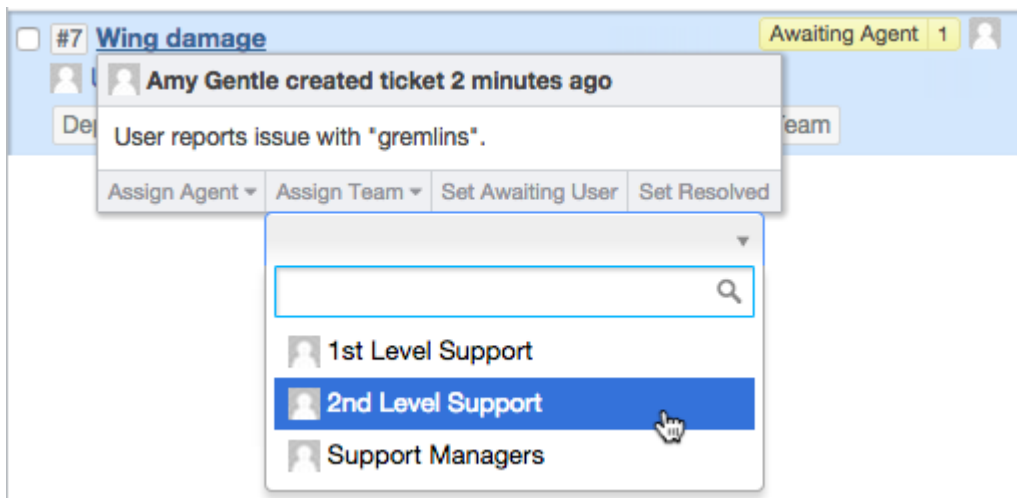 #7 Wing damage Awaiting Agent 1
Amy Gentle created ticket 2 minutes ago
User reports issue with "gremlins".
Assign Agent Assign Team Set Awaiting User Set Resolved
1st Level Support
2nd Level Support
Support Managers